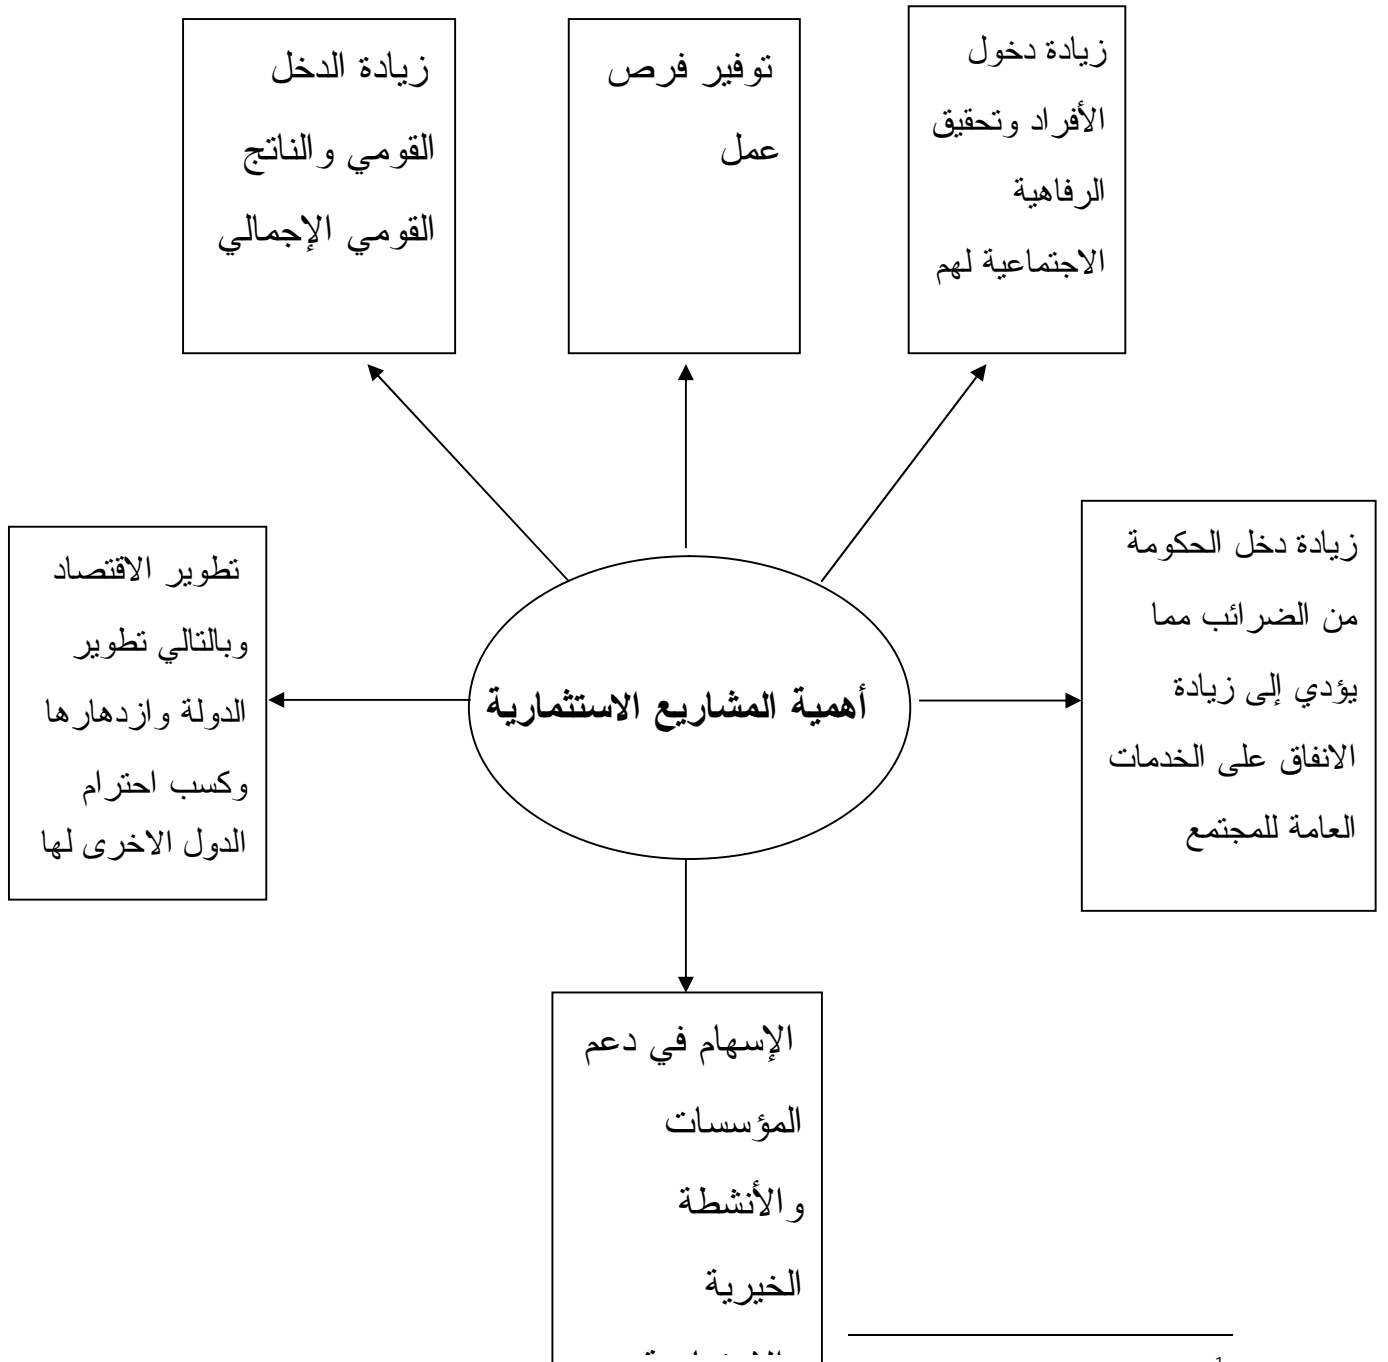 زيادة دخول
الأفراد وتحقيق
الرفاهية
الاجتماعية لهم
توفير فرص
عمل
زيادة الدخل
القومي والناتج
القومي الإجمالي
زيادة دخل الحكومة
من الضرائب مما
يؤدي إلى زيادة
الانفاق على الخدمات
العامة للمجتمع
أهمية المشاريع الاستثمارية
تطوير الاقتصاد
وبالتالي تطوير
الدولة وازدهارها
وكسب احترام
الدول الاخرى لها
الإسهام في دعم
المؤسسات
والأنشطة
الخيرية
1